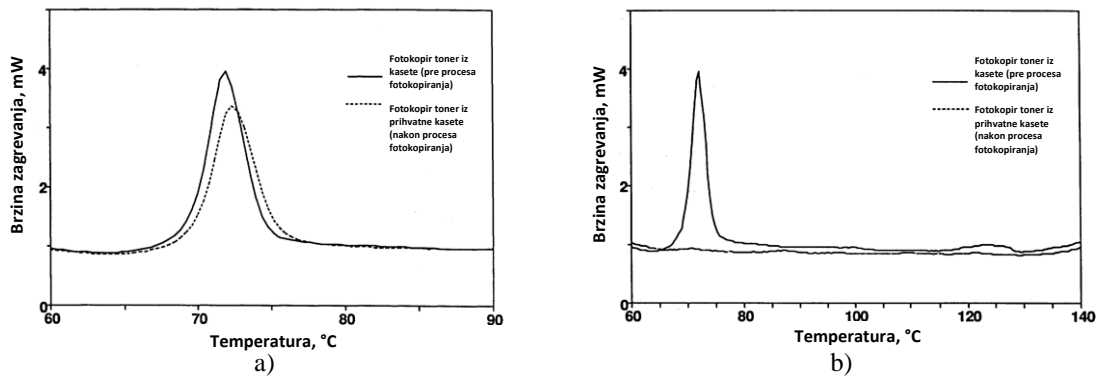 Brzina zagrevanja, mW
4
2
0
Fotokopir toner iz
kasete (pre procesa
fotokopiranja)
Fotokopir toner iz
prihvatne kasete
(nakon procesa
fotokopiranja)
60
70
80
90
Temperatura, °C
a)
Brzina zagrevanja, mW
4
2
0
Fotokopir toner iz
kasete (pre procesa
fotokopiranja)
Fotokopir toner iz
prihvatne kasete
(nakon procesa
fotokopiranja)
60
80
100
120
140
Temperatura, °C
b)